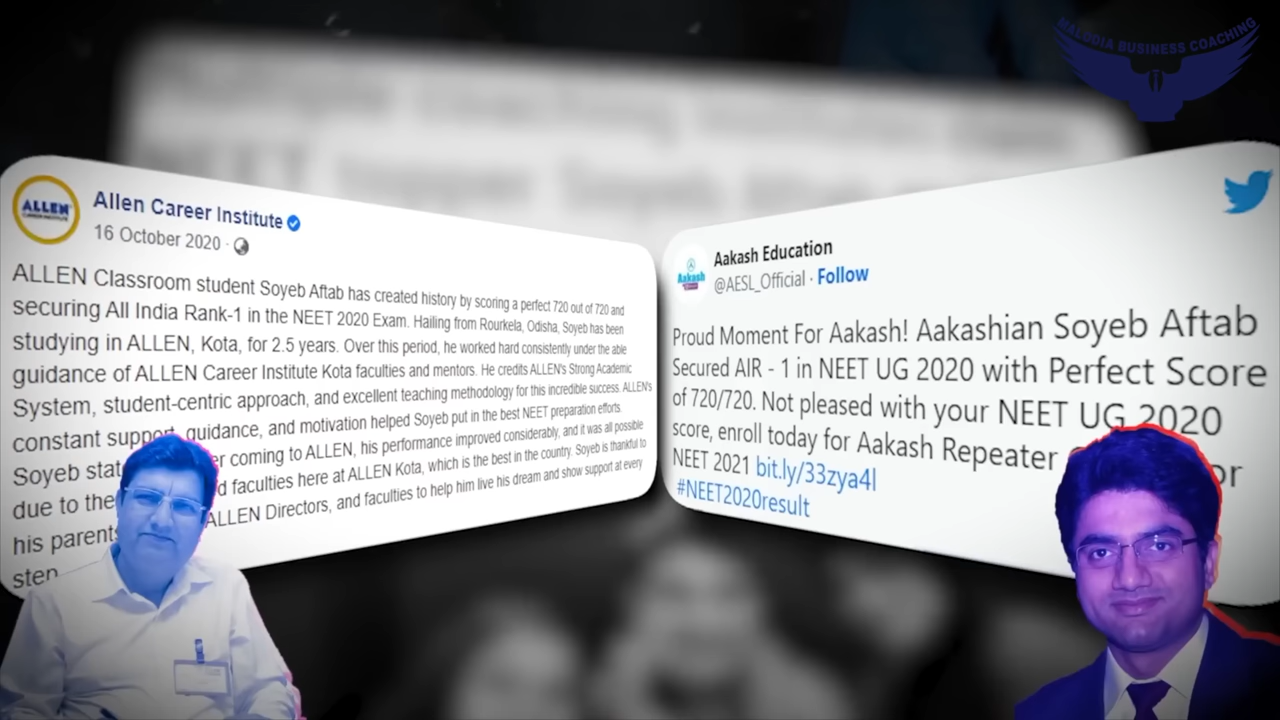 MALODIA BUSINESS COACHING
ALLEN
CAREER INSTITUTE
Allen Career Institute
16 October 2020 ·
ALLEN Classroom student Soyeb Aftab has created history by scoring a perfect 720 out of 720 and
securing All India Rank-1 in the NEET 2020 Exam. Hailing from Rourkela, Odisha, Soyeb has been
studying in ALLEN, Kota, for 2.5 years. Over this period, he worked hard consistently under the able
guidance of ALLEN Career Institute Kota faculties and mentors. He credits ALLEN's Strong Academic
System, student-centric approach, and excellent teaching methodology for this incredible success. ALLEN's
constant support, guidance, and motivation helped Soyeb put in the best NEET preparation efforts.
Soyeb stat er coming to ALLEN, his performance improved considerably, and it was all possible
due to the d faculties here at ALLEN Kota, which is the best in the country. Soyeb is thankful to
his parents ALLEN Directors, and faculties to help him live his dream and show support at every
step
Aakash
Aakash Education
@AESL_Official · Follow
Proud Moment For Aakash! Aakashian Soyeb Aftab
Secured AIR - 1 in NEET UG 2020 with Perfect Score
of 720/720. Not pleased with your NEET UG 2020
score, enroll today for Aakash Repeater or
NEET 2021 bit.ly/33zya4l
#NEET2020result